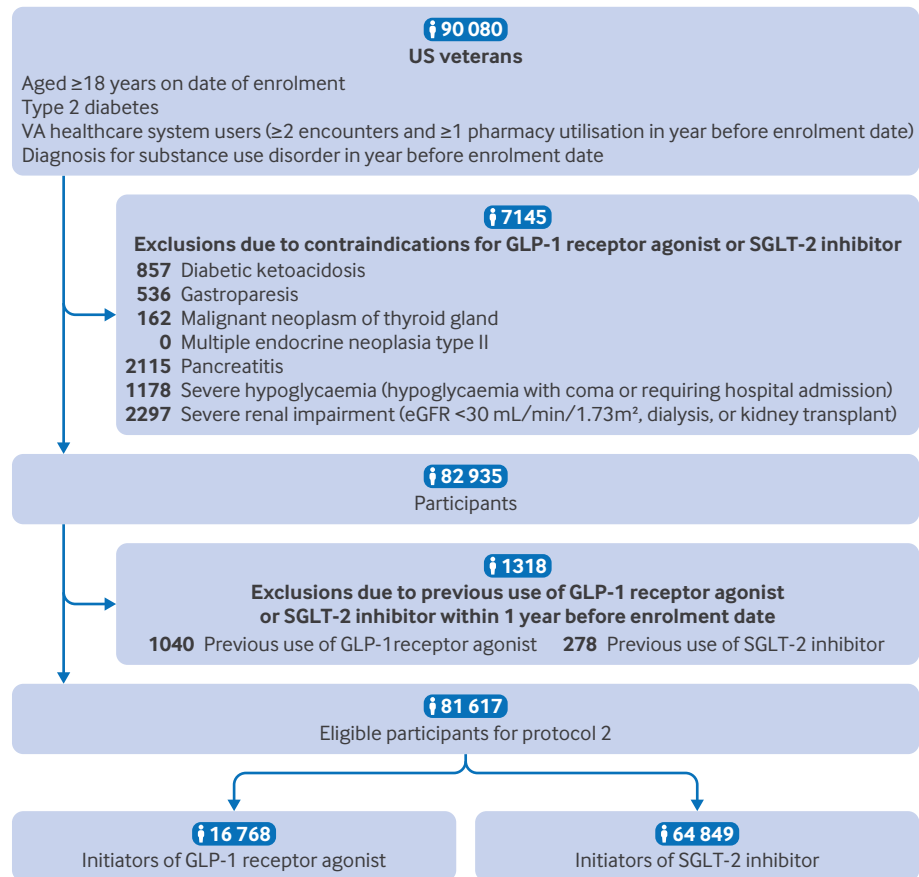 90 080
US veterans
Aged ≥18 years on date of enrolment
Type 2 diabetes
VA healthcare system users (≥2 encounters and ≥1 pharmacy utilisation in year before enrolment date)
Diagnosis for substance use disorder in year before enrolment date
7145
Exclusions due to contraindications for GLP-1 receptor agonist or SGLT-2 inhibitor
857 Diabetic ketoacidosis
536 Gastroparesis
162 Malignant neoplasm of thyroid gland
0 Multiple endocrine neoplasia type II
2115 Pancreatitis
1178 Severe hypoglycaemia (hypoglycaemia with coma or requiring hospital admission)
2297 Severe renal impairment (eGFR <30 mL/min/1.73m², dialysis, or kidney transplant)
82 935
Participants
1318
Exclusions due to previous use of GLP-1 receptor agonist
or SGLT-2 inhibitor within 1 year before enrolment date
1040 Previous use of GLP-1receptor agonist 278 Previous use of SGLT-2 inhibitor
81 617
Eligible participants for protocol 2
16 768
Initiators of GLP-1 receptor agonist
64 849
Initiators of SGLT-2 inhibitor